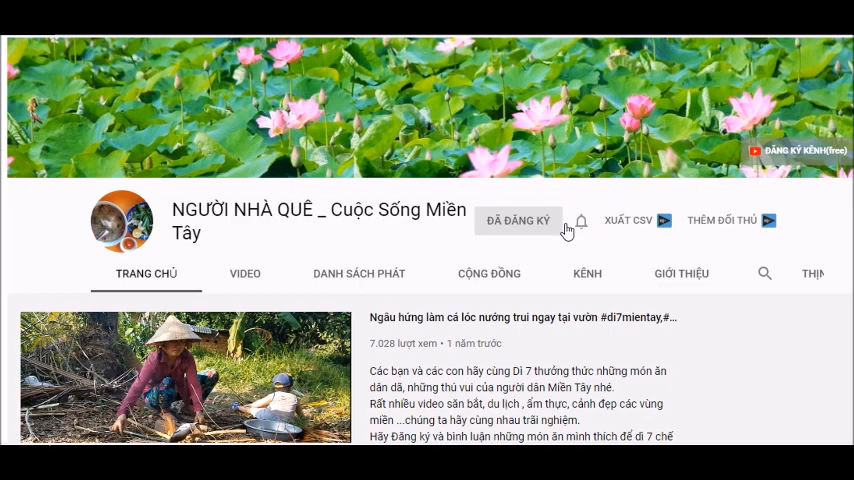 ĐĂNG KÝ KÊNH(free)
NGƯỜI NHÀ QUÊ _ Cuộc Sống Miền
Tây
ĐÃ ĐĂNG KÝ
XUẤT CSV
THÊM ĐỐI THỦ
TRANG CHỦ VIDEO DANH SÁCH PHÁT CỘNG ĐỒNG KÊNH GIỚI THIỆU THỊN
Ngâu hứng làm cá lóc nướng trui ngay tại vườn #di7mientay,#...
7.028 lượt xem • 1 năm trước
Các bạn và các con hãy cùng Dì 7 thưởng thức những món ăn
dân dã, những thú vui của người dân Miền Tây nhé.
Rất nhiều video săn bắt, du lịch , ẩm thực, cảnh đẹp các vùng
miền ...chúng ta hãy cùng nhau trãi nghiệm.
Hãy Đăng ký và bình luận những món ăn mình thích để dì 7 chế